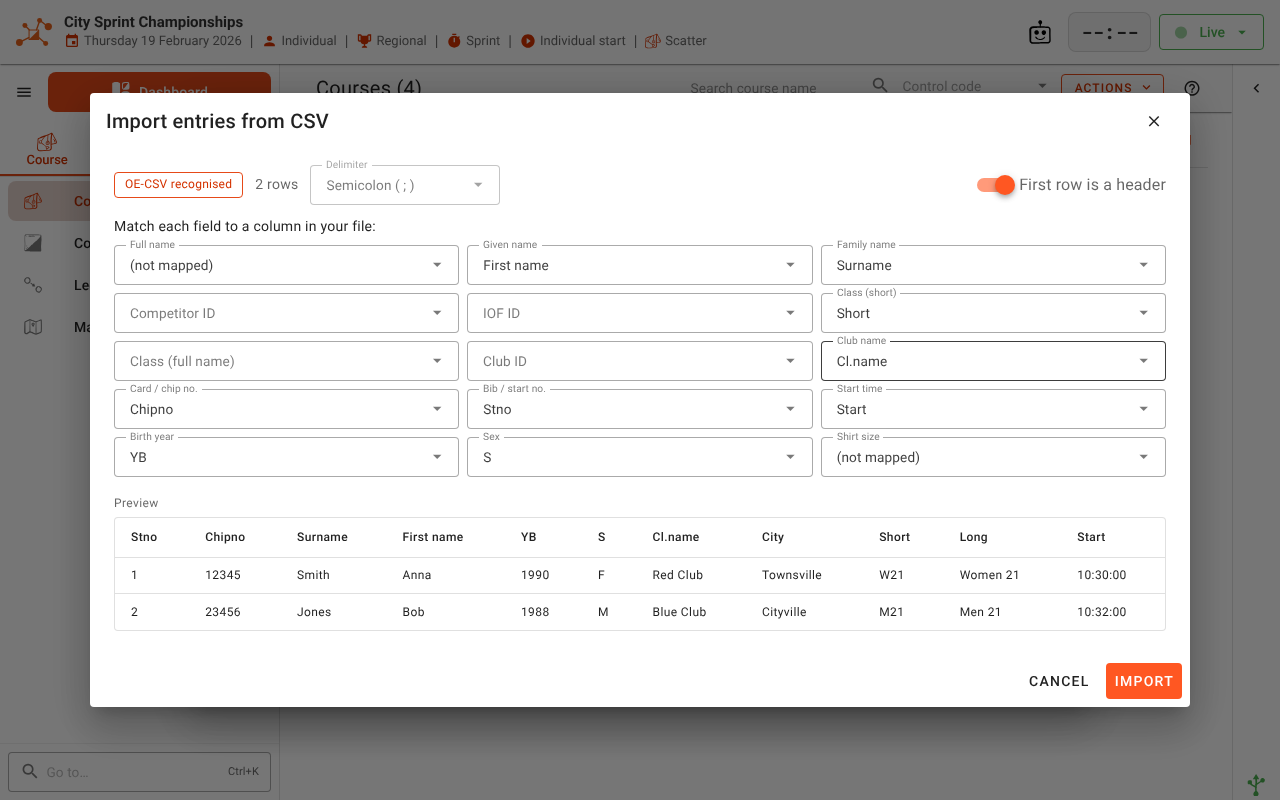 City Sprint Championships
Thursday 19 February 2026 | Individual | Regional | Sprint | Individual start | Scatter
--:--
Live
Dashboard
Courses (4)
Search course name
Control code
ACTIONS
Course
Import entries from CSV
OE-CSV recognised
2 rows
Delimiter
Semicolon ( ; )
First row is a header
Match each field to a column in your file:
Full name
(not mapped)
Given name
First name
Family name
Surname
Competitor ID
IOF ID
Class (short)
Short
Class (full name)
Club ID
Club name
Cl.name
Card / chip no.
Chipno
Bib / start no.
Stno
Start time
Start
Birth year
YB
Sex
S
Shirt size
(not mapped)
Preview
Stno Chipno Surname First name YB S Cl.name City Short Long Start
1 12345 Smith Anna 1990 F Red Club Townsville W21 Women 21 10:30:00
2 23456 Jones Bob 1988 M Blue Club Cityville M21 Men 21 10:32:00
CANCEL
IMPORT
Go to...
Ctrl+K